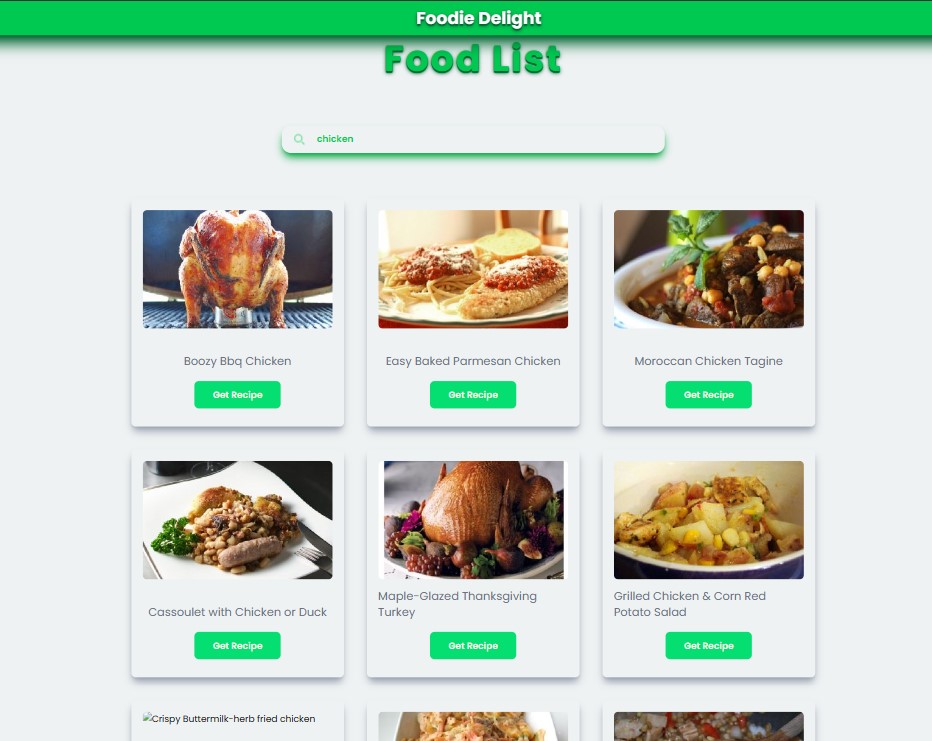 Foodie Delight
Food List
chicken
Boozy Bbq Chicken
Easy Baked Parmesan Chicken
Moroccan Chicken Tagine
Get Recipe
Get Recipe
Get Recipe
Cassoulet with Chicken or Duck
Maple-Glazed Thanksgiving
Turkey
Grilled Chicken & Corn Red
Potato Salad
Get Recipe
Get Recipe
Get Recipe
Crispy Buttermilk-herb fried chicken